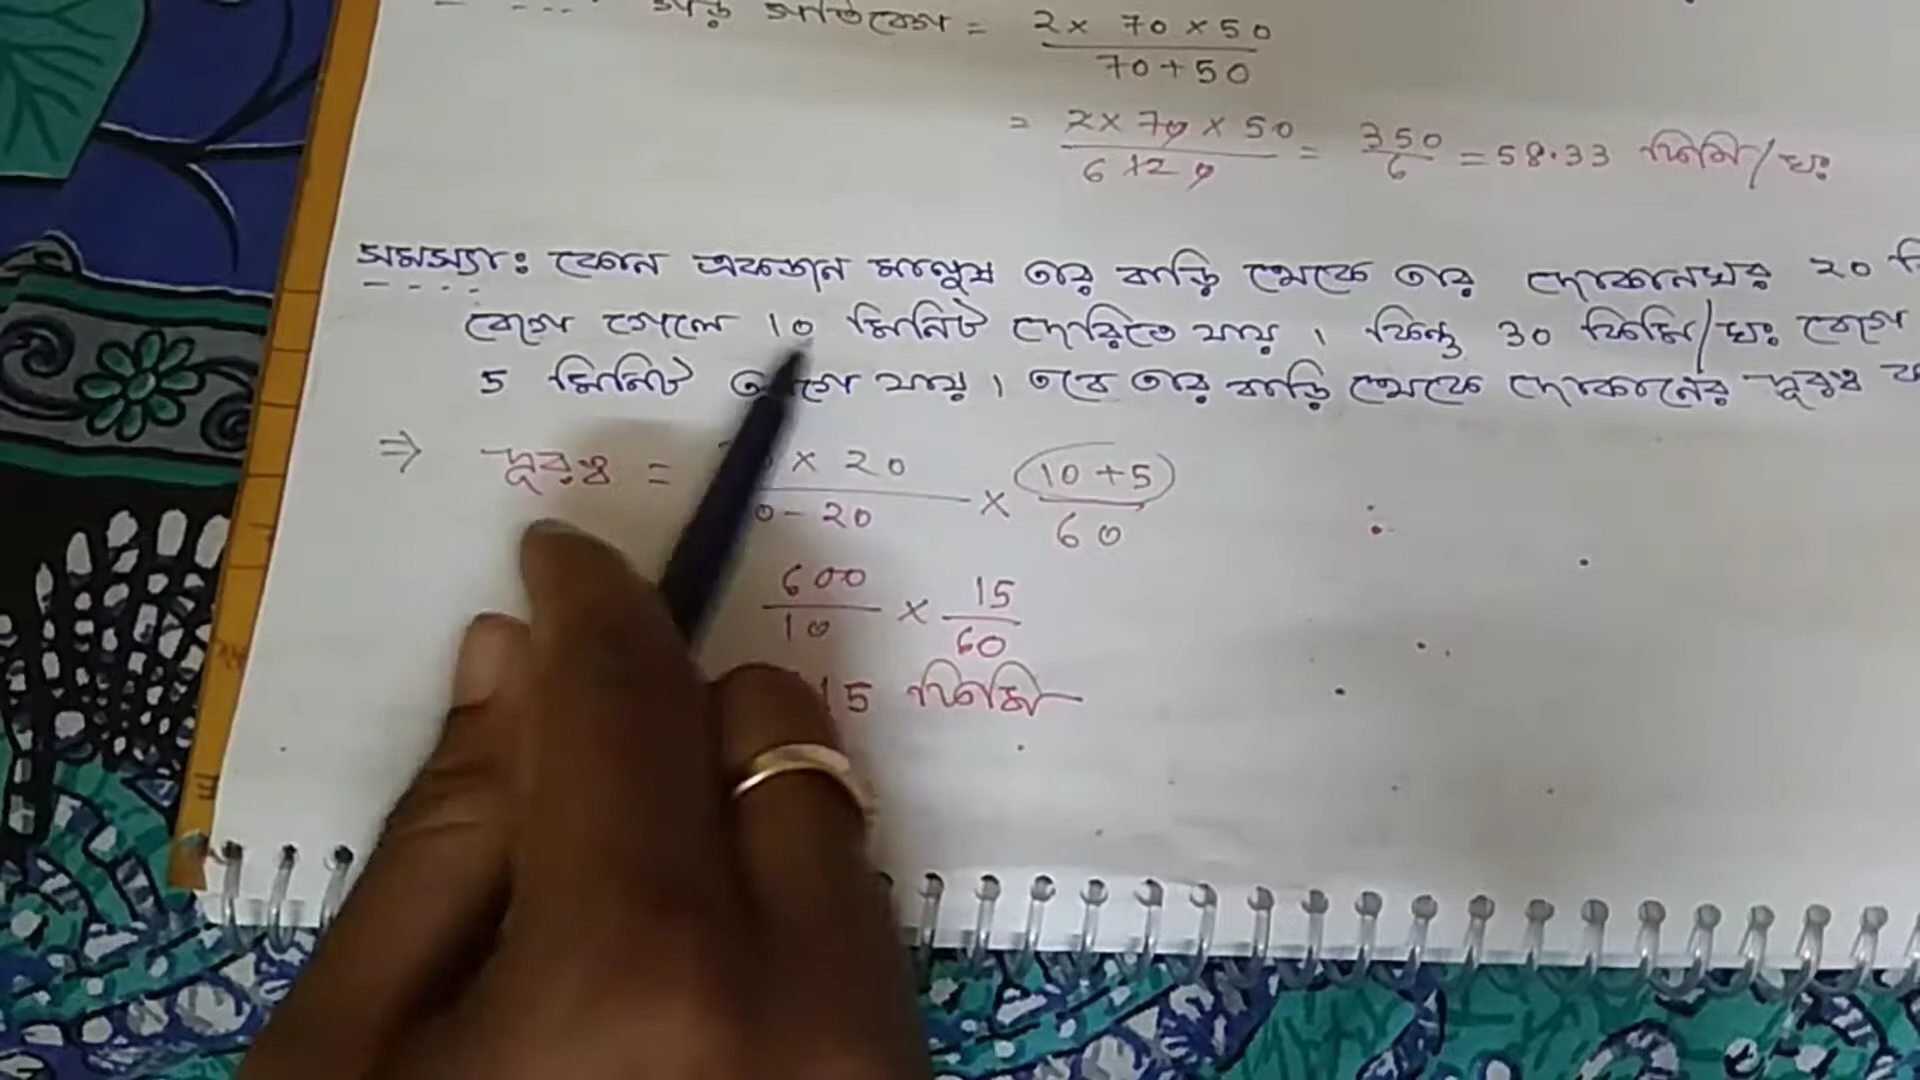 গড় গতিবেগ = 2 × 70 × 50 / 70 + 50
= 2 × 70 × 50 / 6 12 0 = 350 / 6 = 58.33 কিমি/ঘঃ
সমস্যা: কোন একজন মানুষ তার বাড়ি থেকে তার দোকানঘর 20
বেগে গেলে 10 মিনিট দেরিতে যায়। কিন্তু 30 কিমি/ঘঃ বেগে
5 মিনিট আগে যায়। তবে তার বাড়ি থেকে দোকানের দূরত্ব
⇒ দূরত্ব = × 20 / 0 - 20 × 10 + 5 / 60
600 / 10 × 15 / 60
15 কিমি